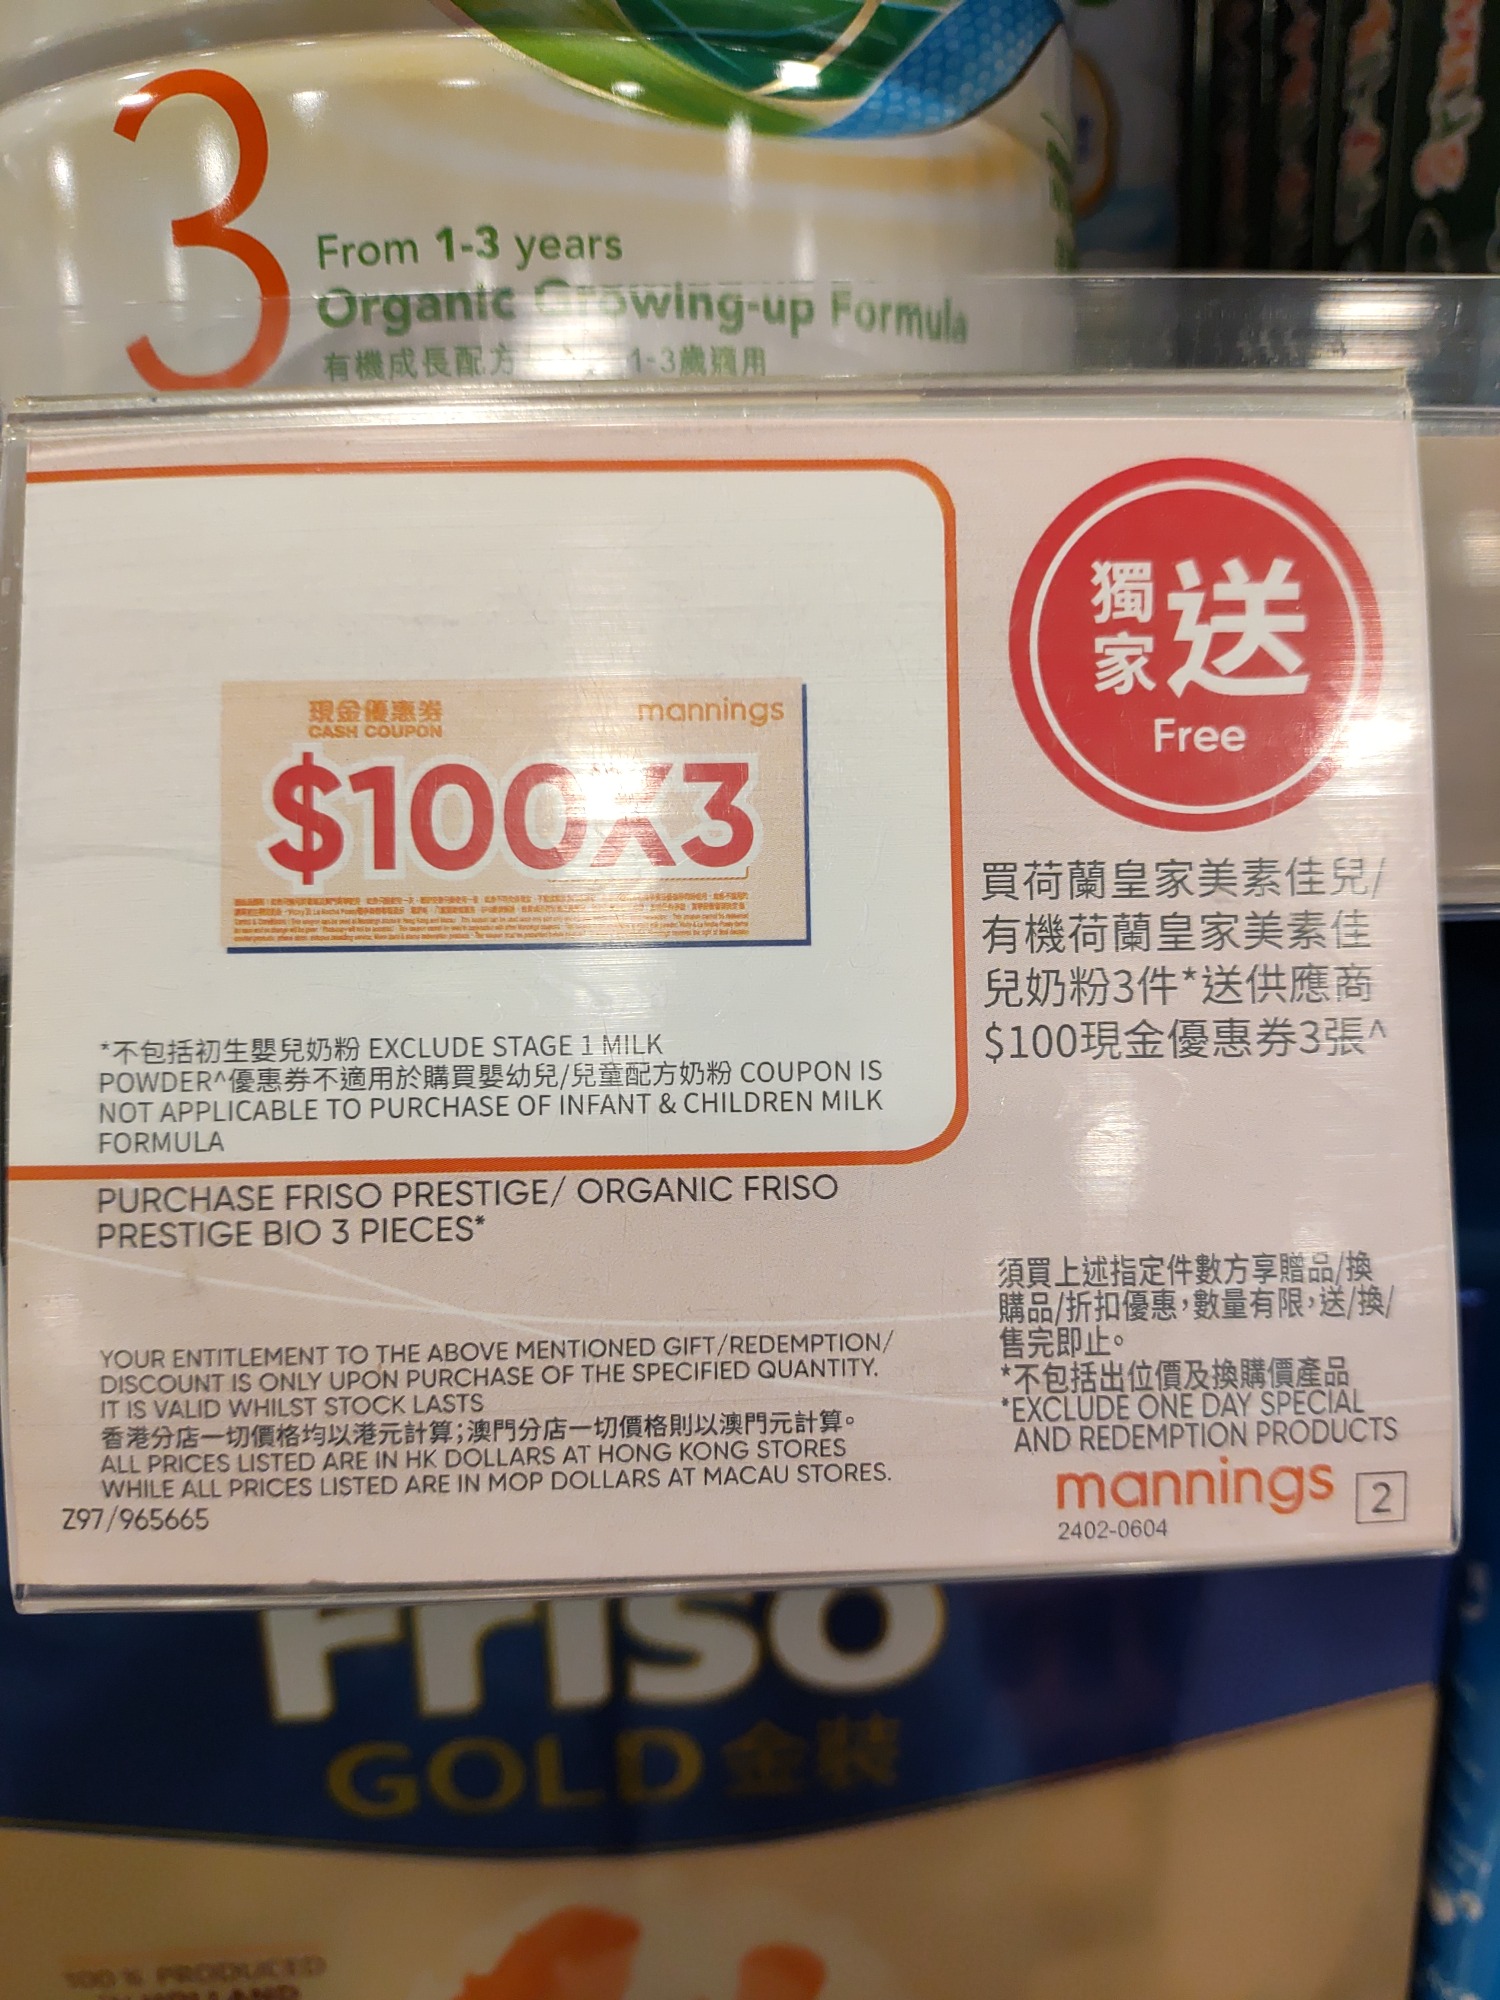 3
From 1-3 years
Organic Growing-up Formula
有機成長配方
1-3歲適用
獨家送
Free
現金優惠券
CASH COUPON
mannings
$100X3
買荷蘭皇家美素佳兒/
有機荷蘭皇家美素佳
兒奶粉3件*送供應商
$100現金優惠券3張^
*不包括初生嬰兒奶粉 EXCLUDE STAGE 1 MILK
POWDER^優惠券不適用於購買嬰幼兒/兒童配方奶粉 COUPON IS
NOT APPLICABLE TO PURCHASE OF INFANT & CHILDREN MILK
FORMULA
PURCHASE FRISO PRESTIGE/ ORGANIC FRISO
PRESTIGE BIO 3 PIECES*
須買上述指定件數方享贈品/換
購品/折扣優惠，數量有限，送/換/
售完即止。
*不包括出位價及換購價產品
*EXCLUDE ONE DAY SPECIAL
AND REDEMPTION PRODUCTS
YOUR ENTITLEMENT TO THE ABOVE MENTIONED GIFT/REDEMPTION/
DISCOUNT IS ONLY UPON PURCHASE OF THE SPECIFIED QUANTITY.
IT IS VALID WHILST STOCK LASTS
香港分店一切價格均以港元計算；澳門分店一切價格則以澳門元計算。
ALL PRICES LISTED ARE IN HK DOLLARS AT HONG KONG STORES
WHILE ALL PRICES LISTED ARE IN MOP DOLLARS AT MACAU STORES.
Z97/965665
mannings 2
2402-0604
Friso
GOLD 金裝
100% PRODUCED
IN HOLLAND